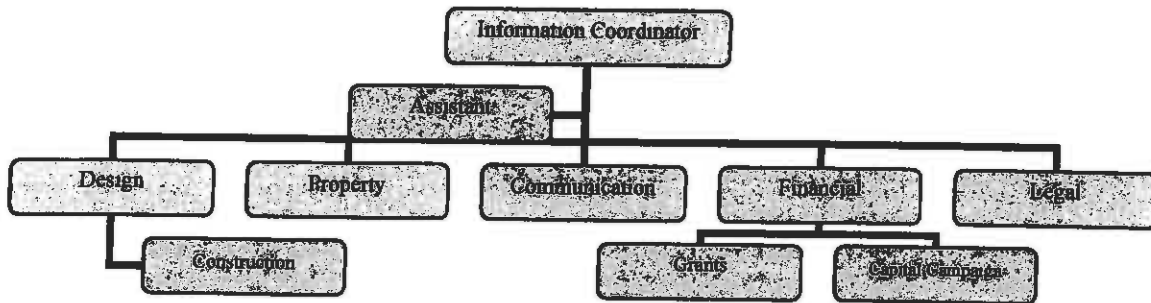 Information Coordinator
Assistant
Design
Property
Communication
Financial
Legal
Construction
Grants
Capital Campaign